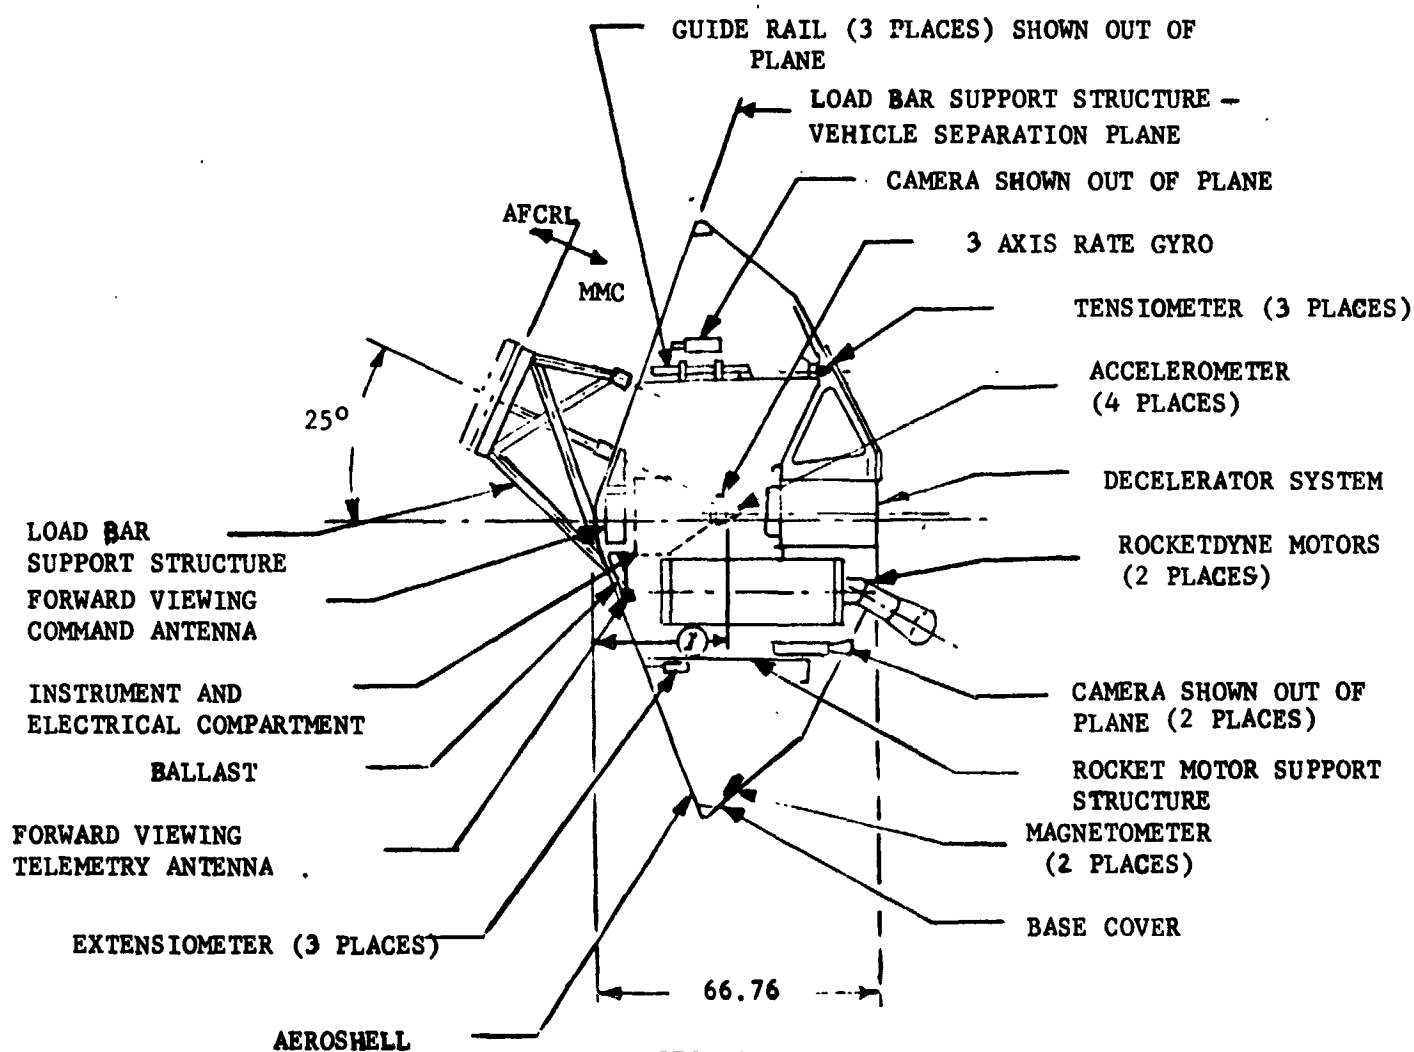 GUIDE RAIL (3 PLACES) SHOWN OUT OF
PLANE
LOAD BAR SUPPORT STRUCTURE -
VEHICLE SEPARATION PLANE
CAMERA SHOWN OUT OF PLANE
AFCRL
3 AXIS RATE GYRO
MMC
TENSIOMETER (3 PLACES)
ACCELEROMETER
(4 PLACES)
25°
DECELERATOR SYSTEM
LOAD BAR
SUPPORT STRUCTURE
ROCKETDYNE MOTORS
(2 PLACES)
FORWARD VIEWING
COMMAND ANTENNA
INSTRUMENT AND
ELECTRICAL COMPARTMENT
CAMERA SHOWN OUT OF
PLANE (2 PLACES)
BALLAST
ROCKET MOTOR SUPPORT
STRUCTURE
FORWARD VIEWING
TELEMETRY ANTENNA
MAGNETOMETER
(2 PLACES)
EXTENSIOMETER (3 PLACES)
BASE COVER
66.76
AEROSHELL